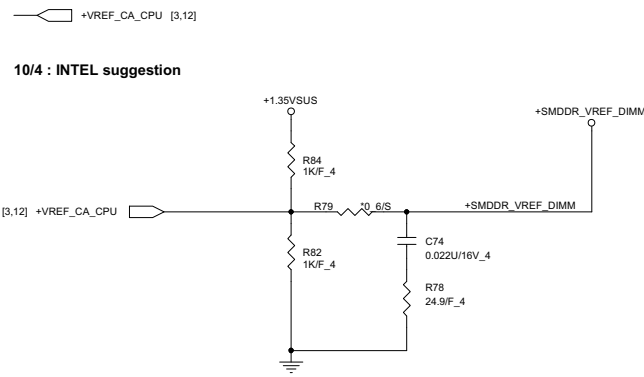 +VREF_CA_CPU [3,12]
10/4 : INTEL suggestion
+1.35VSUS
+SMDDR_VREF_DIMM
R84
1K/F_4
[3,12] +VREF_CA_CPU
R79 *0_6/S
+SMDDR_VREF_DIMM
R82
1K/F_4
C74
0.022U/16V_4
R78
24.9/F_4